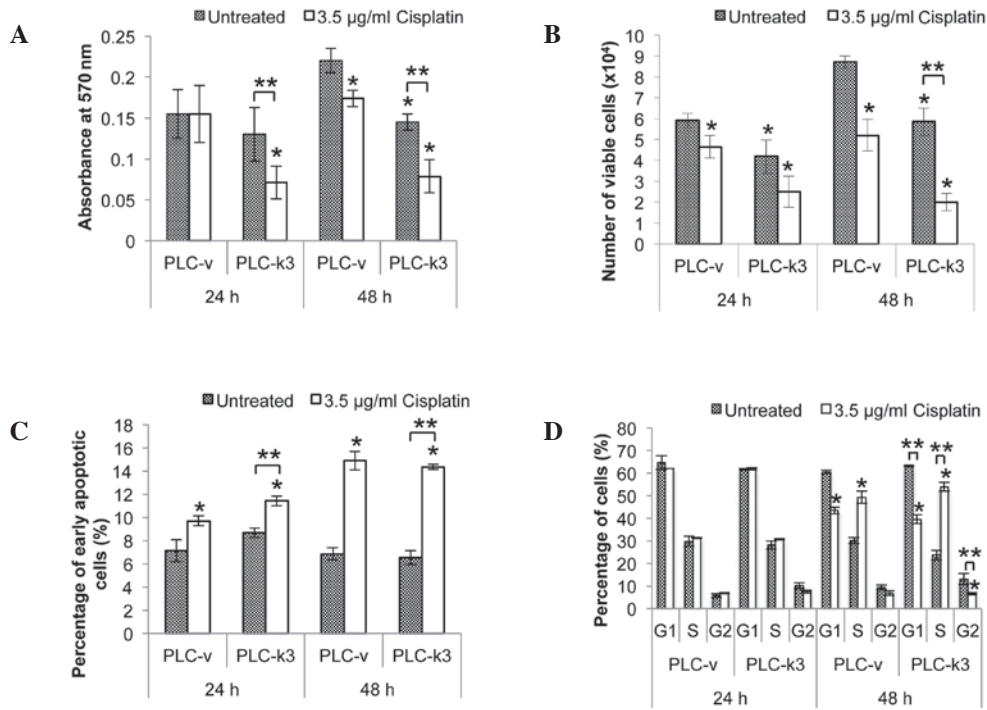 A
Untreated 3.5 µg/ml Cisplatin
Absorbance at 570 nm
0.25
0.2
0.15
0.1
0.05
0
** ** * * * *
PLC-v PLC-k3 PLC-v PLC-k3
24 h 48 h
B
Untreated 3.5 µg/ml Cisplatin
Number of viable cells (x10⁴)
10
9
8
7
6
5
4
3
2
1
0
** * * * * * *
PLC-v PLC-k3 PLC-v PLC-k3
24 h 48 h
C
Untreated 3.5 µg/ml Cisplatin
Percentage of early apoptotic
cells (%)
18
16
14
12
10
8
6
4
2
0
** ** * * * *
PLC-v PLC-k3 PLC-v PLC-k3
24 h 48 h
D
Untreated 3.5 µg/ml Cisplatin
Percentage of cells (%)
80
70
60
50
40
30
20
10
0
** ** ** * * * * *
G1 S G2 G1 S G2 G1 S G2 G1 S G2
PLC-v PLC-k3 PLC-v PLC-k3
24 h 48 h